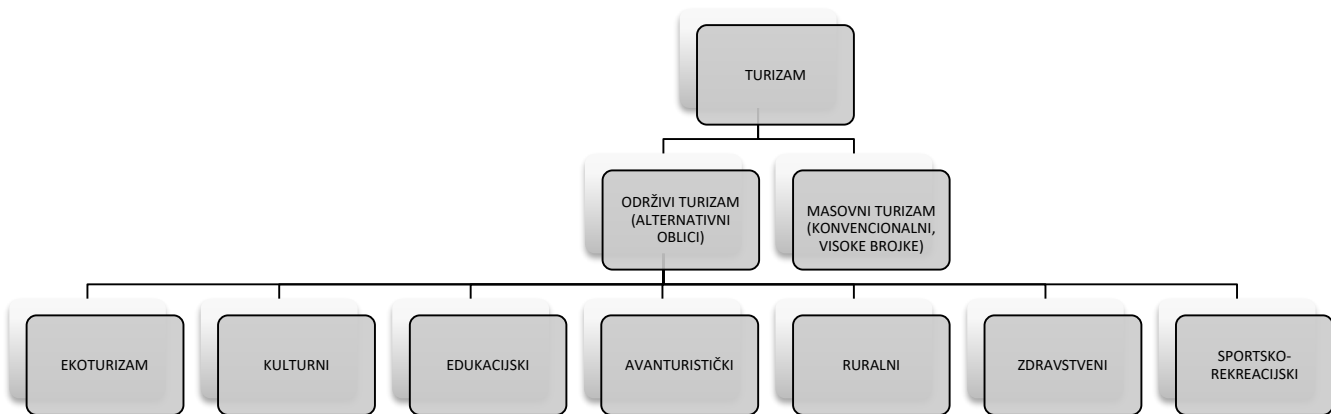 TURIZAM
ODRŽIVI TURIZAM
(ALTERNATIVNI
OBLICI)
MASOVNI TURIZAM
(KONVENCIONALNI,
VISOKE BROJKE)
EKOTURIZAM
KULTURNI
EDUKACIJSKI
AVANTURISTIČKI
RURALNI
ZDRAVSTVENI
SPORTSKO-
REKREACIJSKI